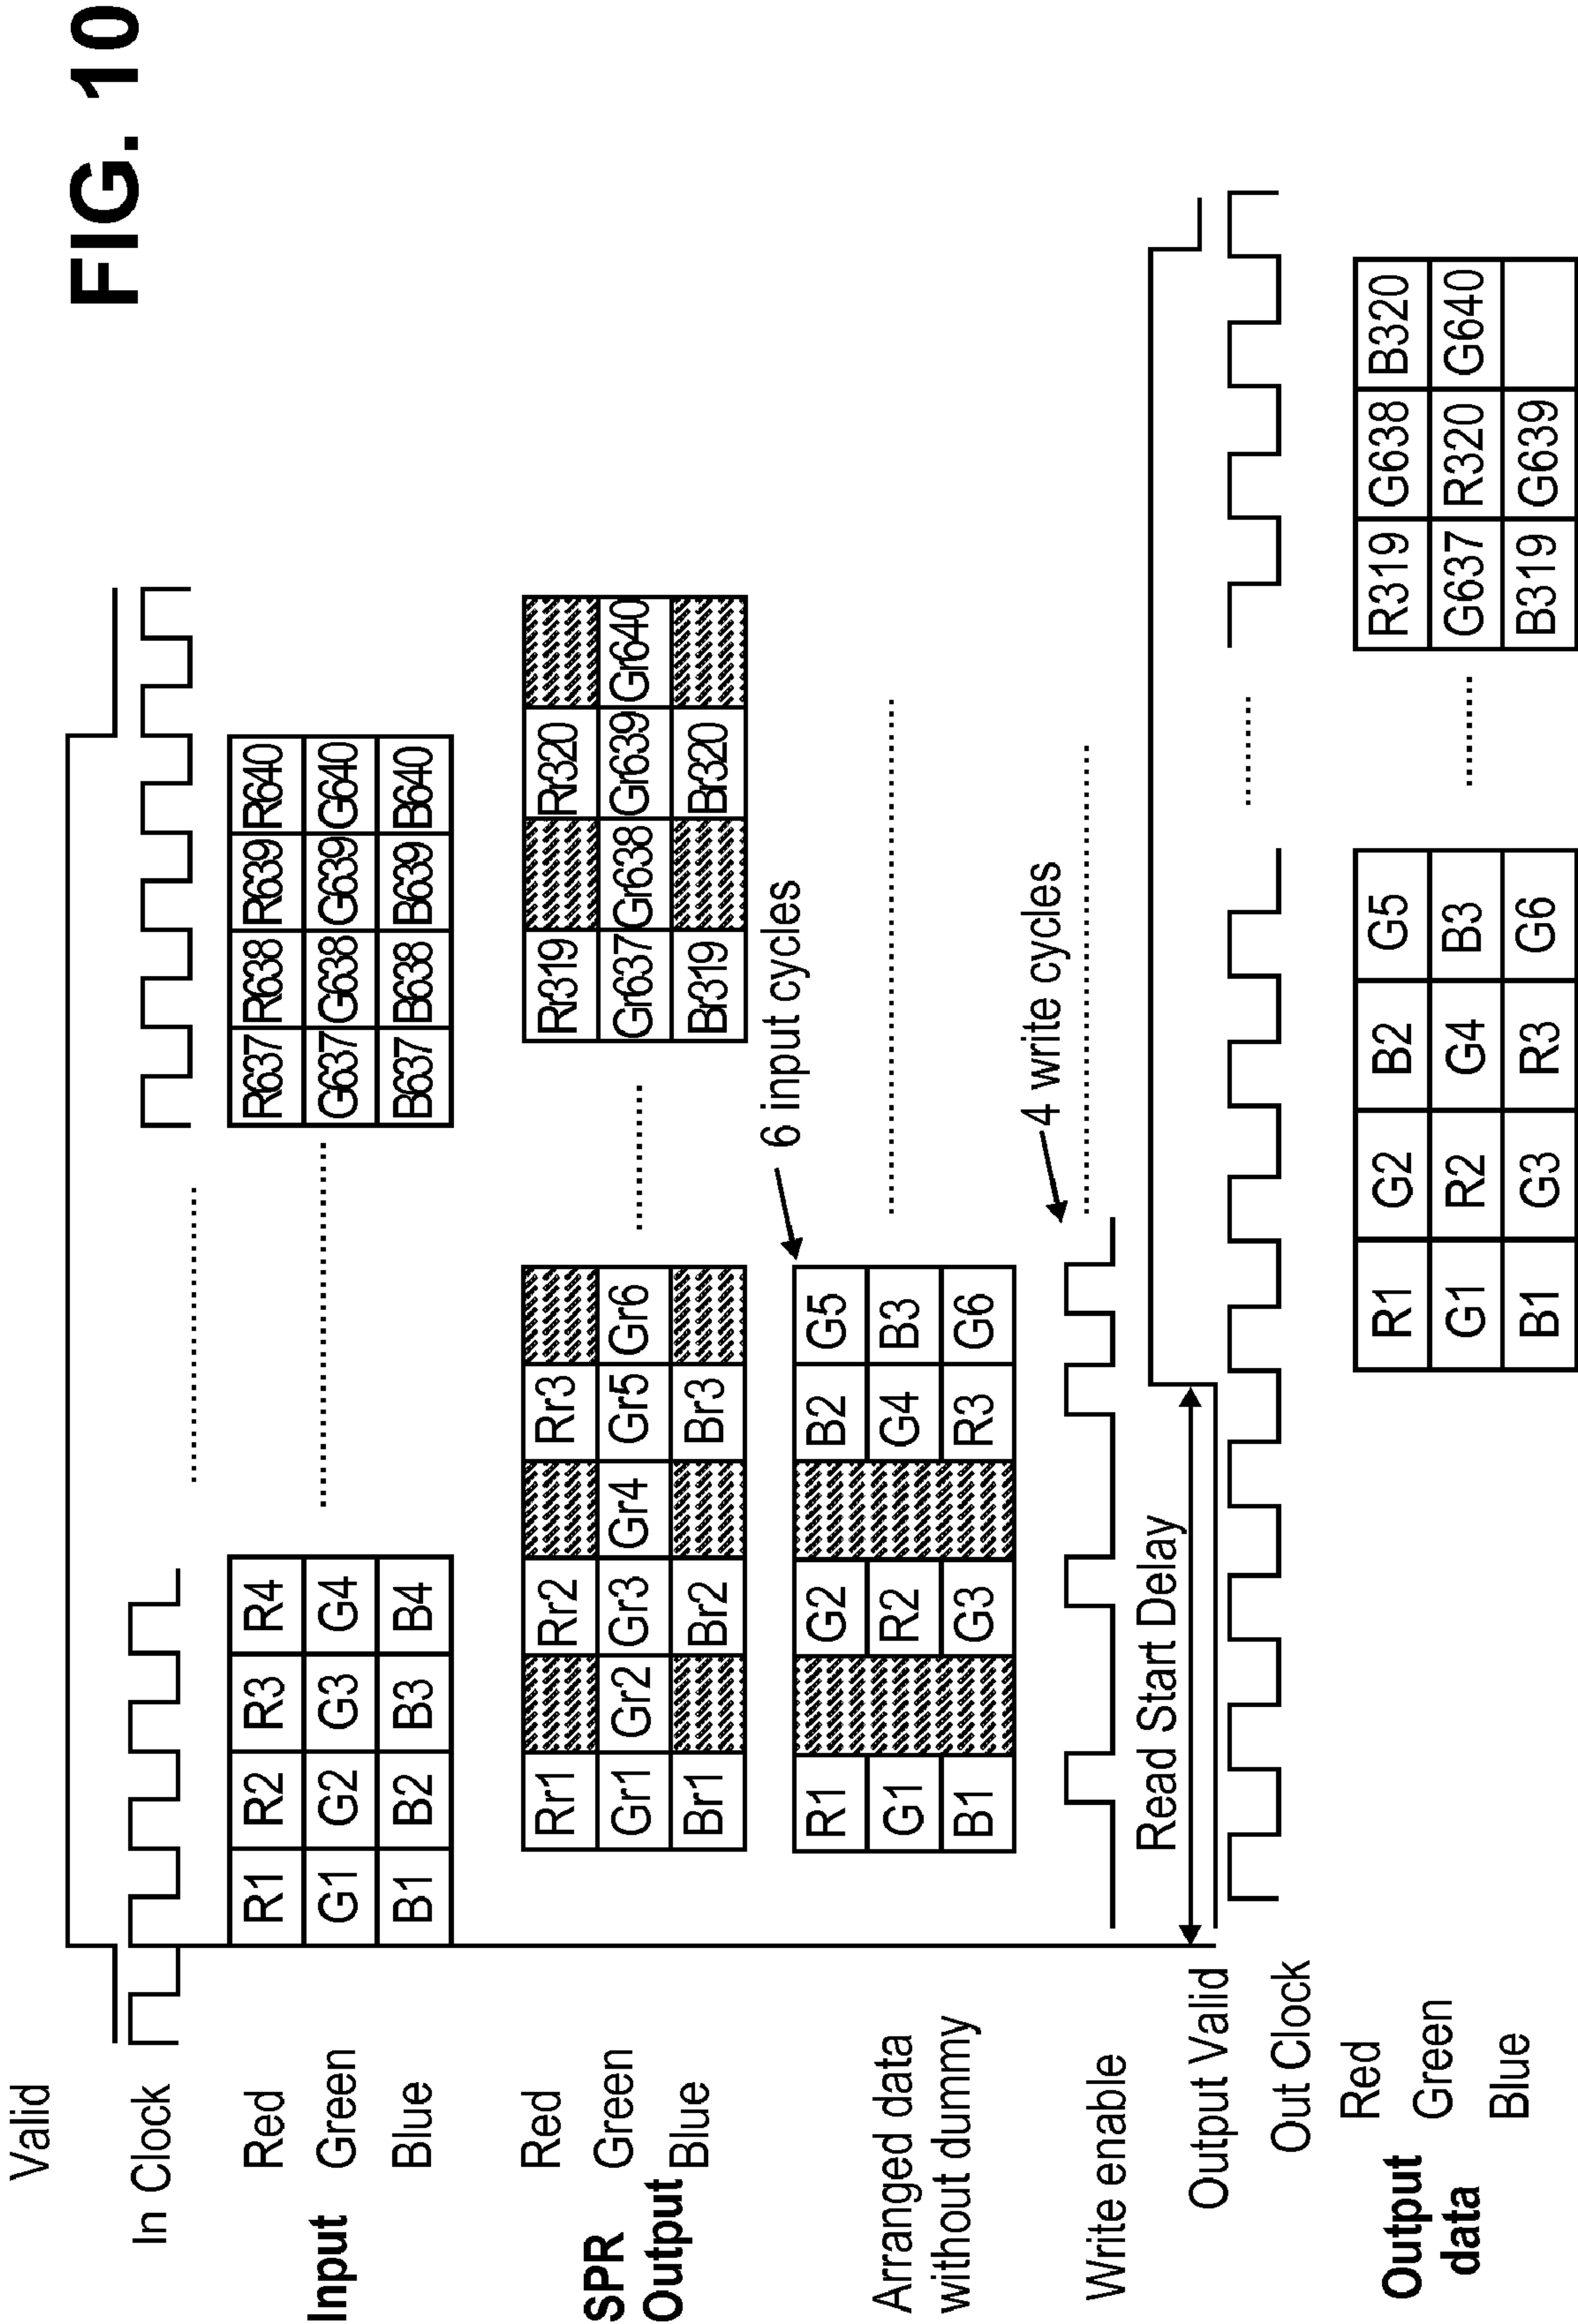 FIG. 10
Valid
In Clock
Input
Red R1 R2 R3 R4 R637 R638 R639 R640
Green G1 G2 G3 G4 G637 G638 G639 G640
Blue B1 B2 B3 B4 B637 B638 B639 B640
SPR
Output
Red Rr1 Rr2 Rr3 Rr319 Rr320
Green Gr1 Gr2 Gr3 Gr4 Gr5 Gr6 Gr637 Gr638 Gr639 Gr640
Blue Br1 Br2 Br3 Br319 Br320
6 input cycles
Arranged data
without dummy
R1 G2 B2 G5
G1 R2 G4 B3
B1 G3 R3 G6
4 write cycles
Write enable
Read Start Delay
Output Valid
Out Clock
Output
data
Red R1 G2 B2 G5 R319 G638 B320
Green G1 R2 G4 B3 G637 R320 G640
Blue B1 G3 R3 G6 B319 G639